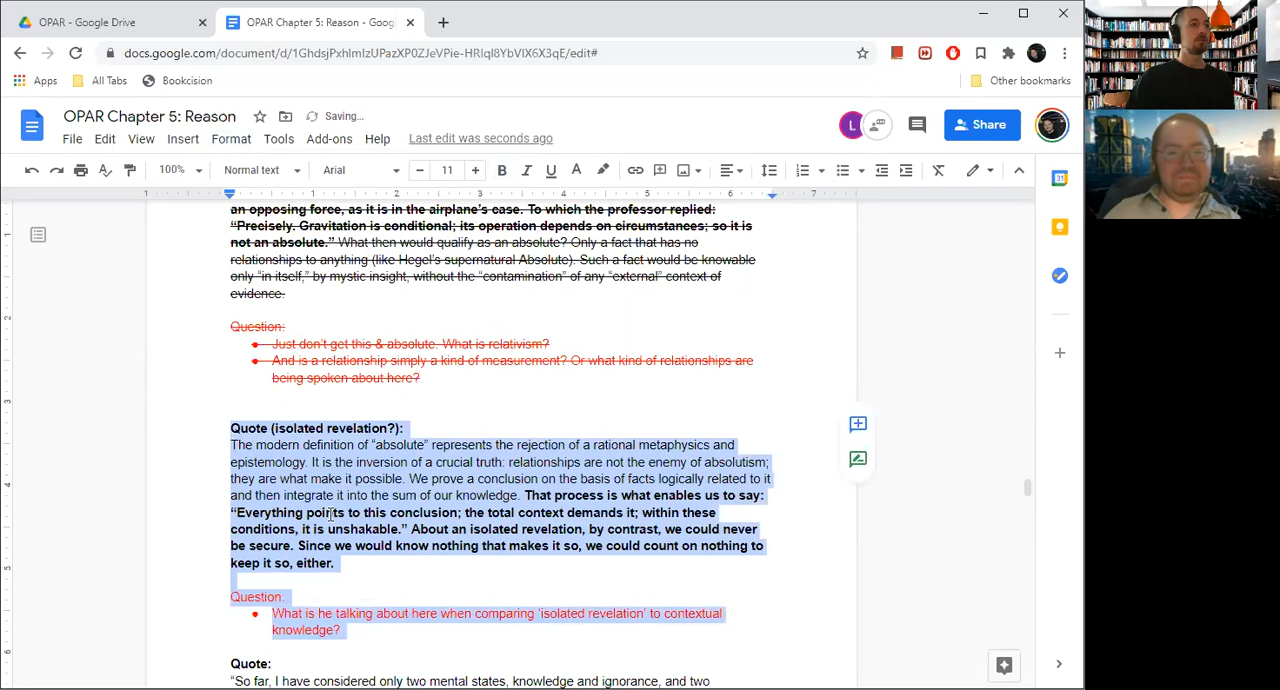 OPAR - Google Drive
OPAR Chapter 5: Reason - Goog
docs.google.com/document/d/1GhdsjPxhlmIzUPazXP0ZJeVPie-HRlql8YbVlX6X3qE/edit#
Apps
All Tabs
Bookcision
Other bookmarks
OPAR Chapter 5: Reason
Saving...
File Edit View Insert Format Tools Add-ons Help
Last edit was seconds ago
L
Share
100%
Normal text
Arial
11
B I U A
31
1 1 2 3 4 5 6 7
an opposing force, as it is in the airplane's case. To which the professor replied:
“Precisely. Gravitation is conditional; its operation depends on circumstances; so it is
not an absolute.” What then would qualify as an absolute? Only a fact that has no
relationships to anything (like Hegel's supernatural Absolute). Such a fact would be knowable
only “in itself,” by mystic insight, without the “contamination” of any “external” context of
evidence.
Question:
● Just don't get this & absolute. What is relativism?
● And is a relationship simply a kind of measurement? Or what kind of relationships are
being spoken about here?
Quote (isolated revelation?):
The modern definition of “absolute” represents the rejection of a rational metaphysics and
epistemology. It is the inversion of a crucial truth: relationships are not the enemy of absolutism;
they are what make it possible. We prove a conclusion on the basis of facts logically related to it
and then integrate it into the sum of our knowledge. That process is what enables us to say:
“Everything points to this conclusion; the total context demands it; within these
conditions, it is unshakable.” About an isolated revelation, by contrast, we could never
be secure. Since we would know nothing that makes it so, we could count on nothing to
keep it so, either.
Question:
● What is he talking about here when comparing 'isolated revelation' to contextual
knowledge?
Quote:
“So far, I have considered only two mental states, knowledge and ignorance, and two